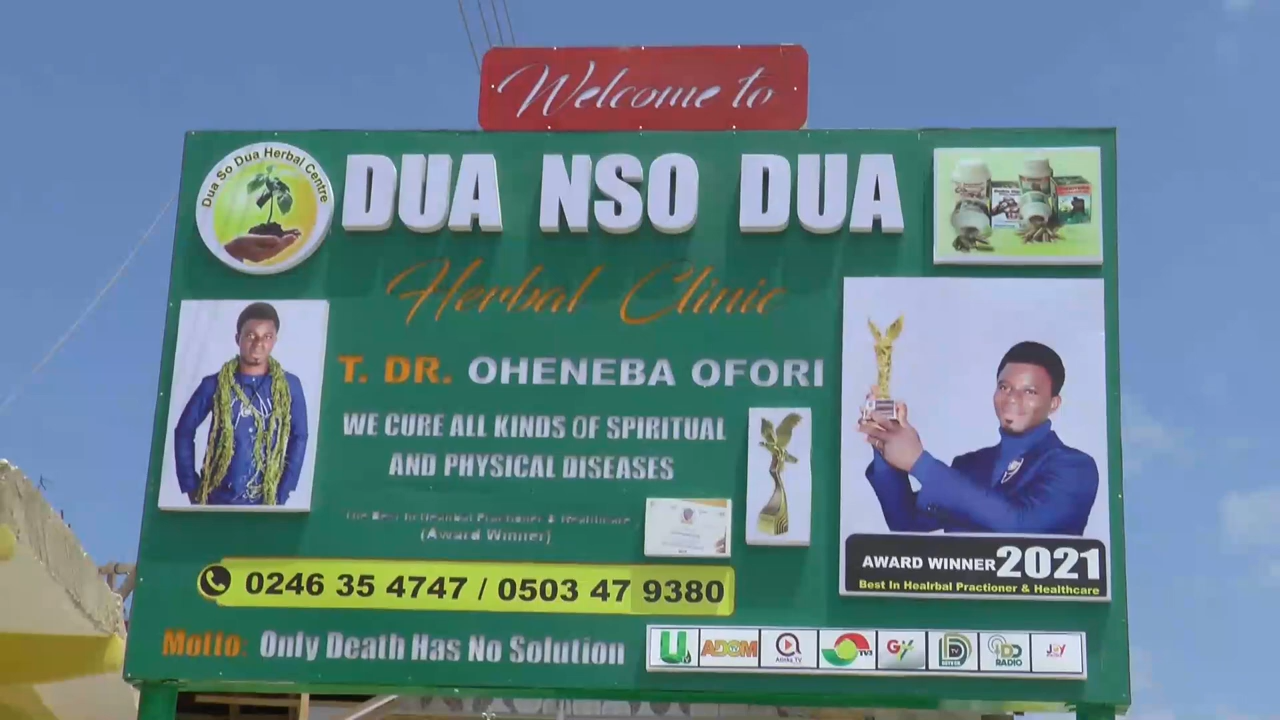 Welcome to
Dua So Dua Herbal Centre
DUA NSO DUA
Herbal Clinic
T. DR. OHENEBA OFORI
WE CURE ALL KINDS OF SPIRITUAL
AND PHYSICAL DISEASES
(Award Winner)
AWARD WINNER 2021
Best In Healrbal Practioner & Healthcare
0246 35 4747 / 0503 47 9380
Motto: Only Death Has No Solution
ADOM
RADIO